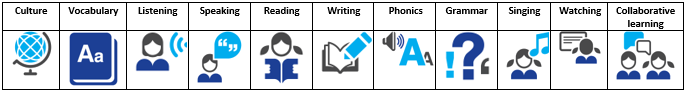 Culture Vocabulary Listening Speaking Reading Writing Phonics Grammar Singing Watching Collaborative learning
Aa A A !?“